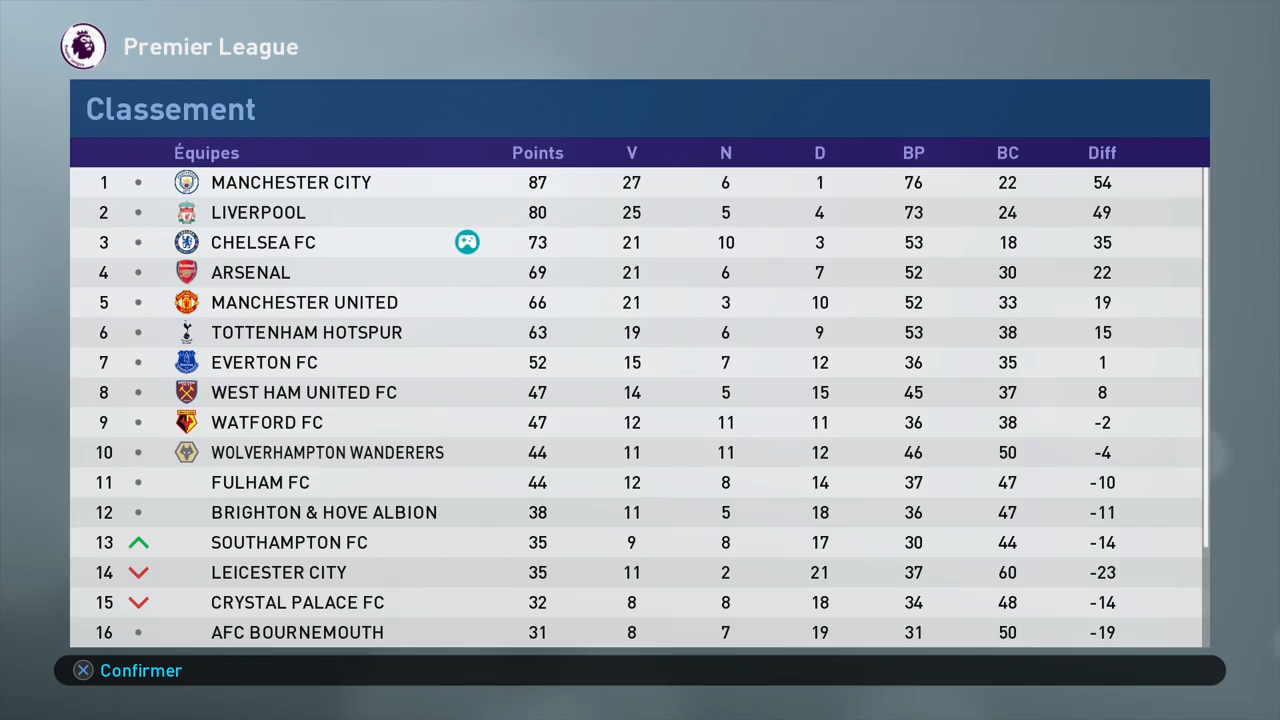 Premier League
Classement
Équipes Points V N D BP BC Diff
1 MANCHESTER CITY 87 27 6 1 76 22 54
2 LIVERPOOL 80 25 5 4 73 24 49
3 CHELSEA FC 73 21 10 3 53 18 35
4 ARSENAL 69 21 6 7 52 30 22
5 MANCHESTER UNITED 66 21 3 10 52 33 19
6 TOTTENHAM HOTSPUR 63 19 6 9 53 38 15
7 EVERTON FC 52 15 7 12 36 35 1
8 WEST HAM UNITED FC 47 14 5 15 45 37 8
9 WATFORD FC 47 12 11 11 36 38 -2
10 WOLVERHAMPTON WANDERERS 44 11 11 12 46 50 -4
11 FULHAM FC 44 12 8 14 37 47 -10
12 BRIGHTON & HOVE ALBION 38 11 5 18 36 47 -11
13 SOUTHAMPTON FC 35 9 8 17 30 44 -14
14 LEICESTER CITY 35 11 2 21 37 60 -23
15 CRYSTAL PALACE FC 32 8 8 18 34 48 -14
16 AFC BOURNEMOUTH 31 8 7 19 31 50 -19
Confirmer